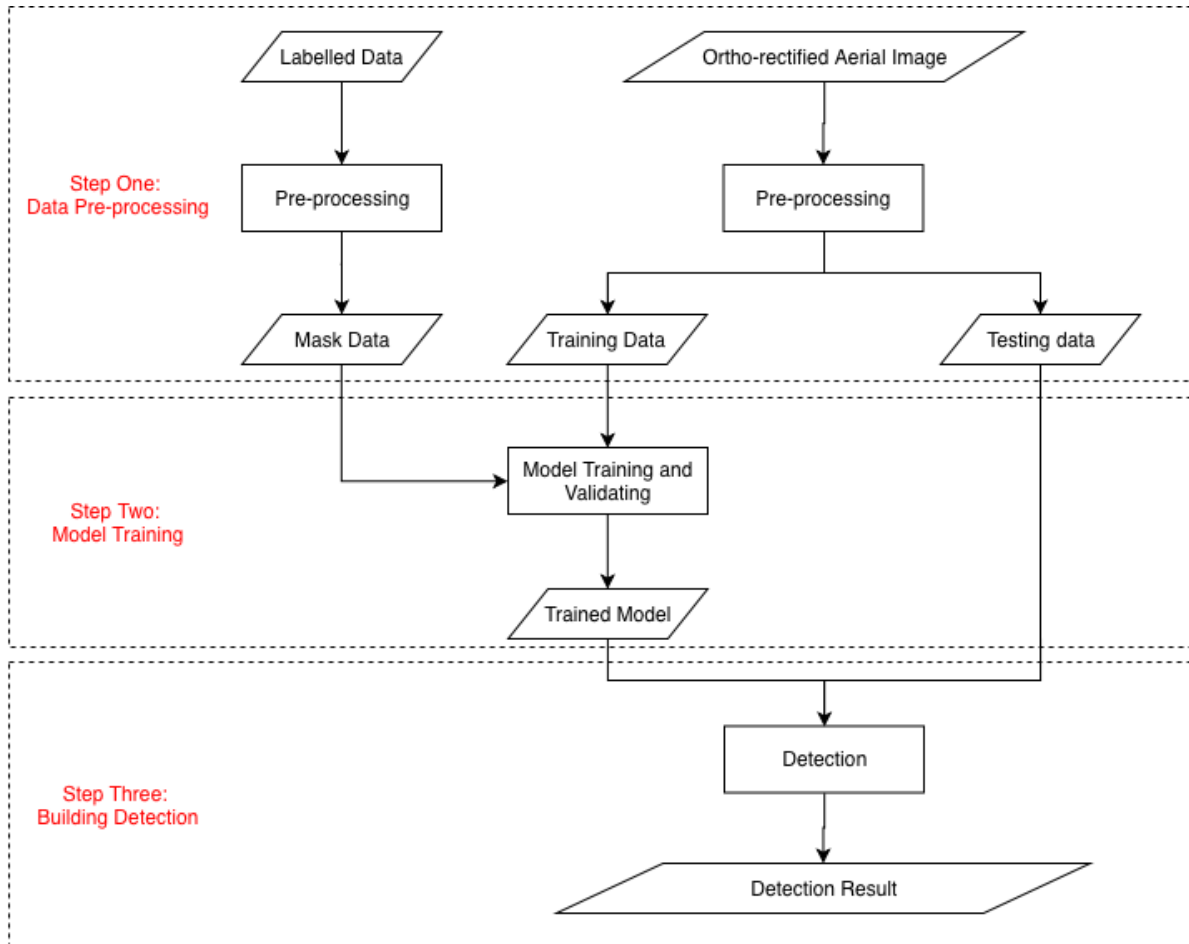 Labelled Data
Ortho-rectified Aerial Image
Step One:
Data Pre-processing
Pre-processing
Pre-processing
Mask Data
Training Data
Testing data
Step Two:
Model Training
Model Training and
Validating
Trained Model
Step Three:
Building Detection
Detection
Detection Result